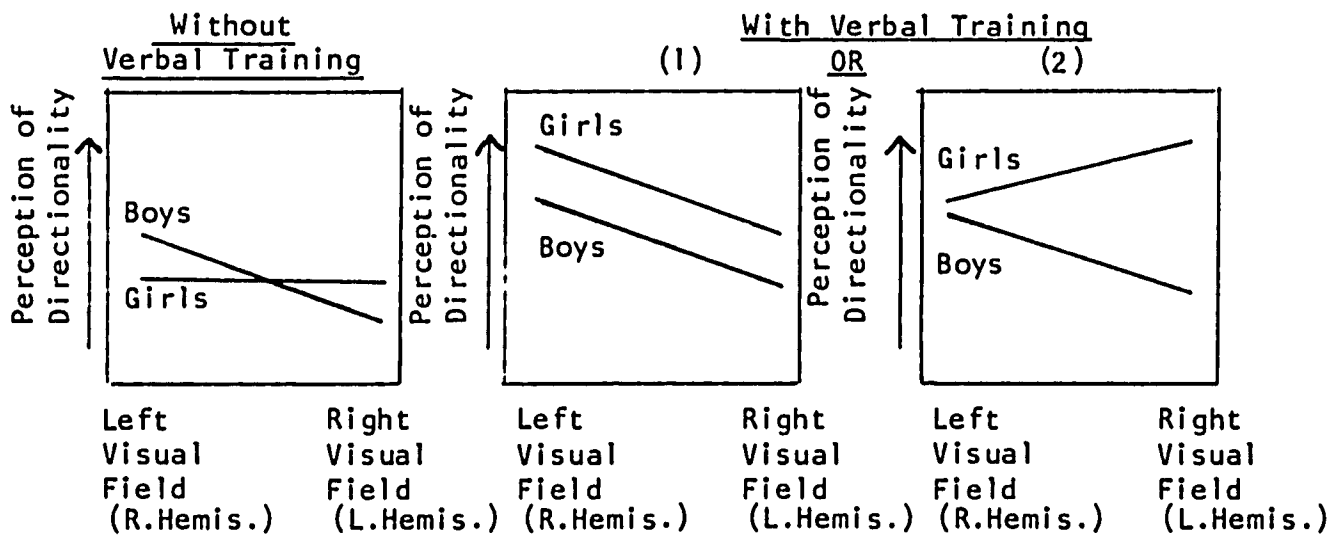 Without
Verbal Training
With Verbal Training
(1) OR (2)
Perception of
Directionality
Boys
Girls
Left
Visual
Field
(R.Hemis.)
Right
Visual
Field
(L.Hemis.)
Perception of
Directionality
Girls
Boys
Left
Visual
Field
(R.Hemis.)
Right
Visual
Field
(L.Hemis.)
Perception of
Directionality
Girls
Boys
Left
Visual
Field
(R.Hemis.)
Right
Visual
Field
(L.Hemis.)